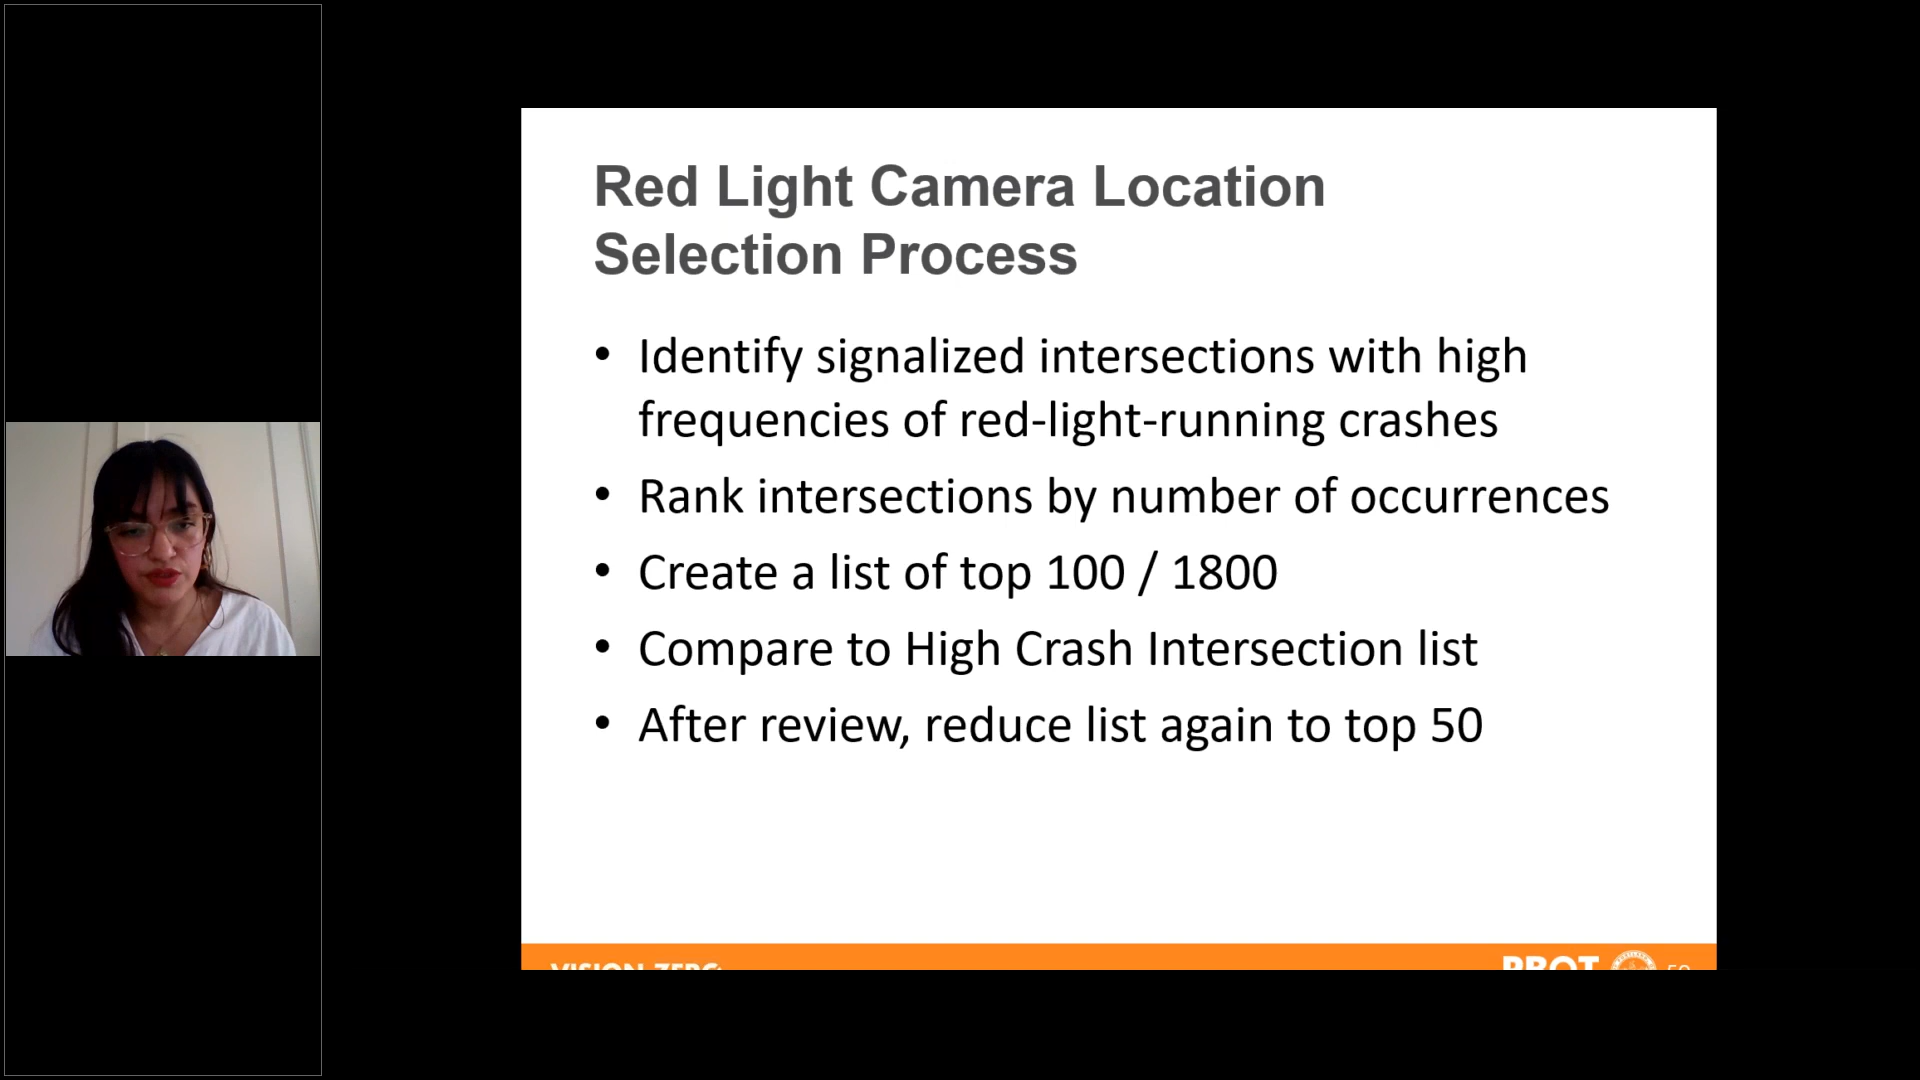 Red Light Camera Location
Selection Process
• Identify signalized intersections with high
frequencies of red-light-running crashes
• Rank intersections by number of occurrences
• Create a list of top 100 / 1800
• Compare to High Crash Intersection list
• After review, reduce list again to top 50
VISION ZERO
PBOT